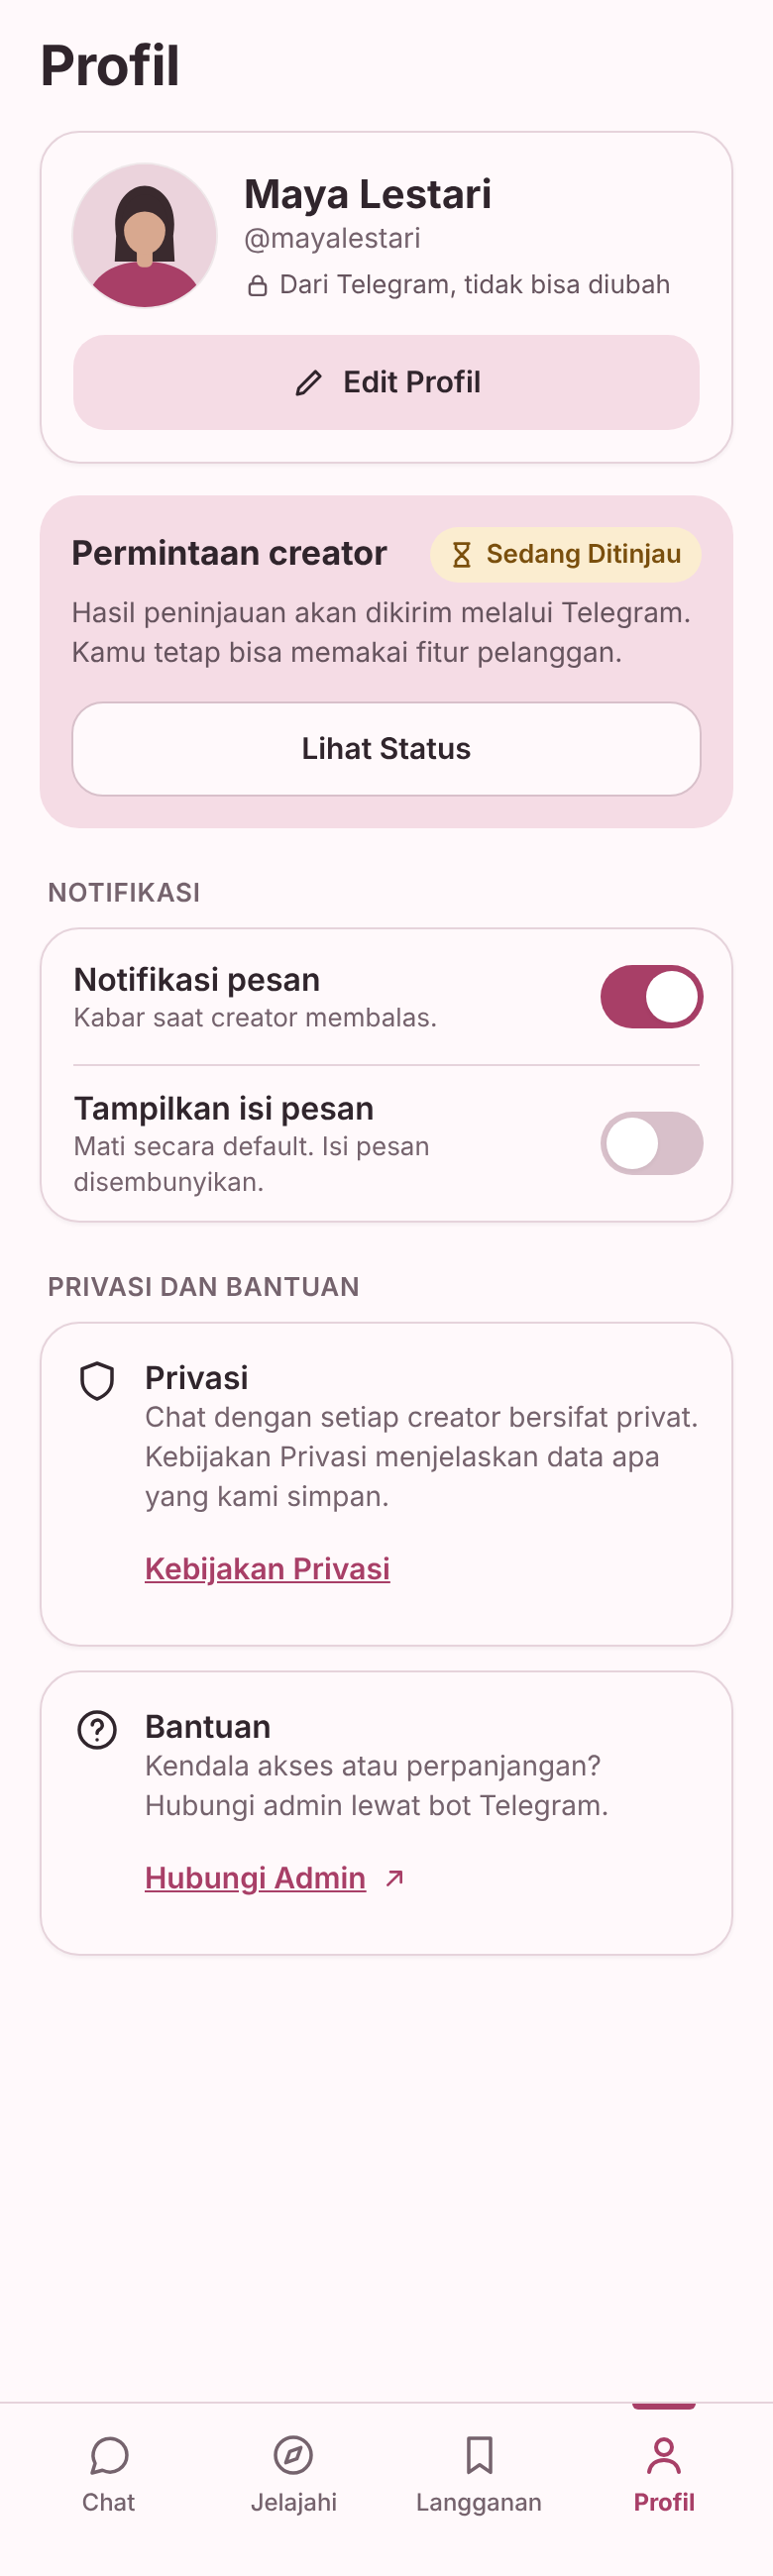 Profil
Maya Lestari
@mayalestari
Dari Telegram, tidak bisa diubah
Edit Profil
Permintaan creator
Sedang Ditinjau
Hasil peninjauan akan dikirim melalui Telegram.
Kamu tetap bisa memakai fitur pelanggan.
Lihat Status
NOTIFIKASI
Notifikasi pesan
Kabar saat creator membalas.
Tampilkan isi pesan
Mati secara default. Isi pesan
disembunyikan.
PRIVASI DAN BANTUAN
Privasi
Chat dengan setiap creator bersifat privat.
Kebijakan Privasi menjelaskan data apa
yang kami simpan.
Kebijakan Privasi
Bantuan
Kendala akses atau perpanjangan?
Hubungi admin lewat bot Telegram.
Hubungi Admin
Chat
Jelajahi
Langganan
Profil